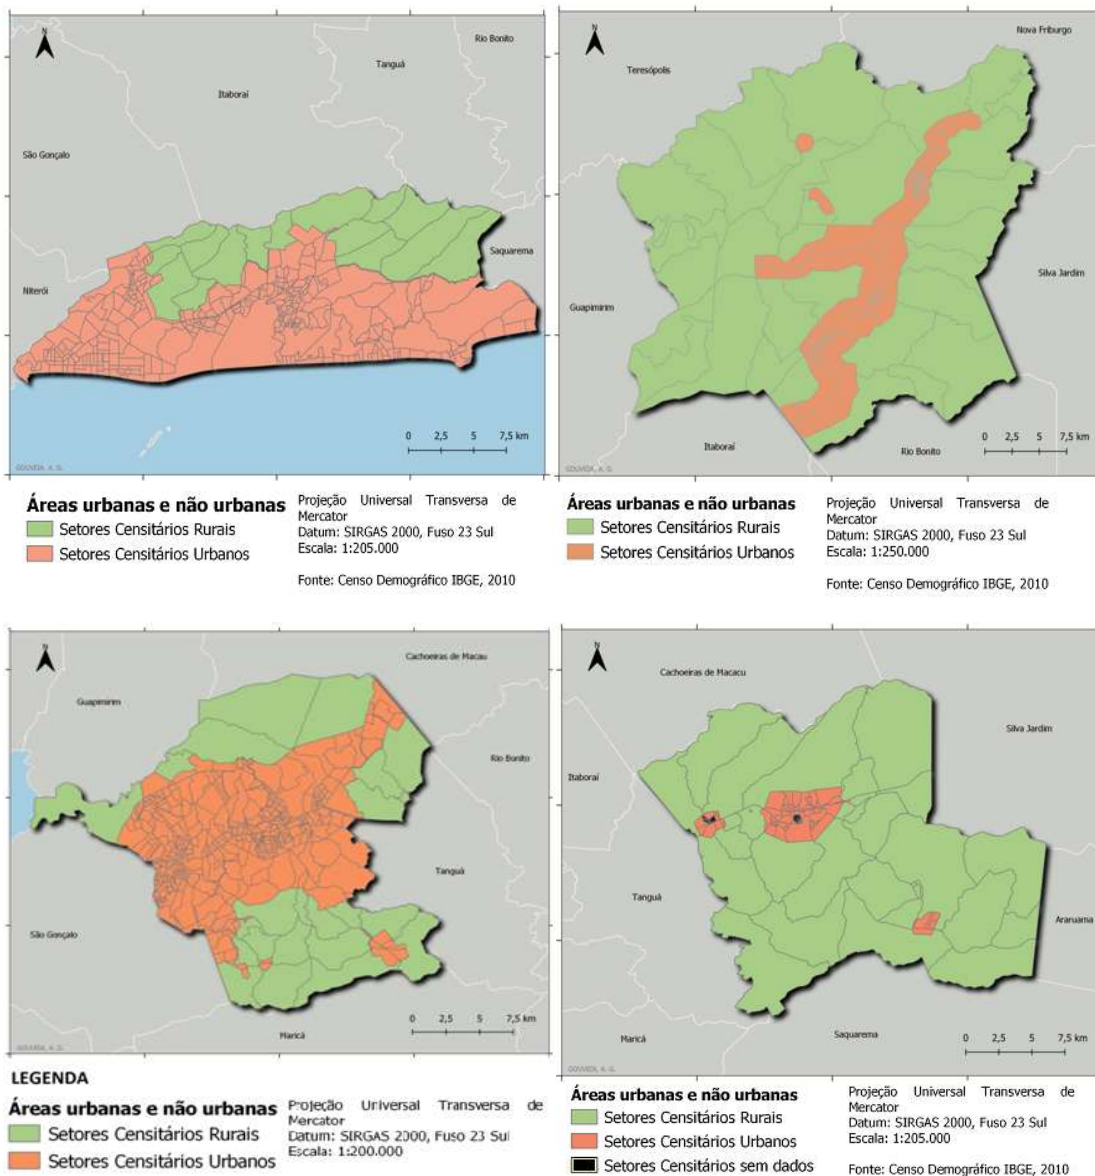 N
Rio Bonito
Tanguá
Itaboraí
São Gonçalo
Saquarema
Niterói
0 2,5 5 7,5 km
GOUVEIA, A. G.
Áreas urbanas e não urbanas
Setores Censitários Rurais
Setores Censitários Urbanos
Projeção Universal Transversa de
Mercator
Datum: SIRGAS 2000, Fuso 23 Sul
Escala: 1:205.000
Fonte: Censo Demográfico IBGE, 2010
N
Nova Friburgo
Teresópolis
Silva Jardim
Guapimirim
Itaboraí
Rio Bonito
0 2,5 5 7,5 km
GOUVEIA, A. G.
Áreas urbanas e não urbanas
Setores Censitários Rurais
Setores Censitários Urbanos
Projeção Universal Transversa de
Mercator
Datum: SIRGAS 2000, Fuso 23 Sul
Escala: 1:250.000
Fonte: Censo Demográfico IBGE, 2010
N
Cachoeiras de Macau
Guapimirim
Rio Bonito
Tanguá
São Gonçalo
Maricá
0 2,5 5 7,5 km
GOUVEIA, A. G.
LEGENDA
Áreas urbanas e não urbanas
Setores Censitários Rurais
Setores Censitários Urbanos
Projeção Universal Transversa de
Mercator
Datum: SIRGAS 2000, Fuso 23 Sul
Escala: 1:200.000
N
Cachoeiras de Macacu
Silva Jardim
Itaboraí
Tanguá
Araruama
Maricá
Saquarema
0 2,5 5 7,5 km
GOUVEIA, A. G.
Áreas urbanas e não urbanas
Setores Censitários Rurais
Setores Censitários Urbanos
Setores Censitários sem dados
Projeção Universal Transversa de
Mercator
Datum: SIRGAS 2000, Fuso 23 Sul
Escala: 1:205.000
Fonte: Censo Demográfico IBGE, 2010